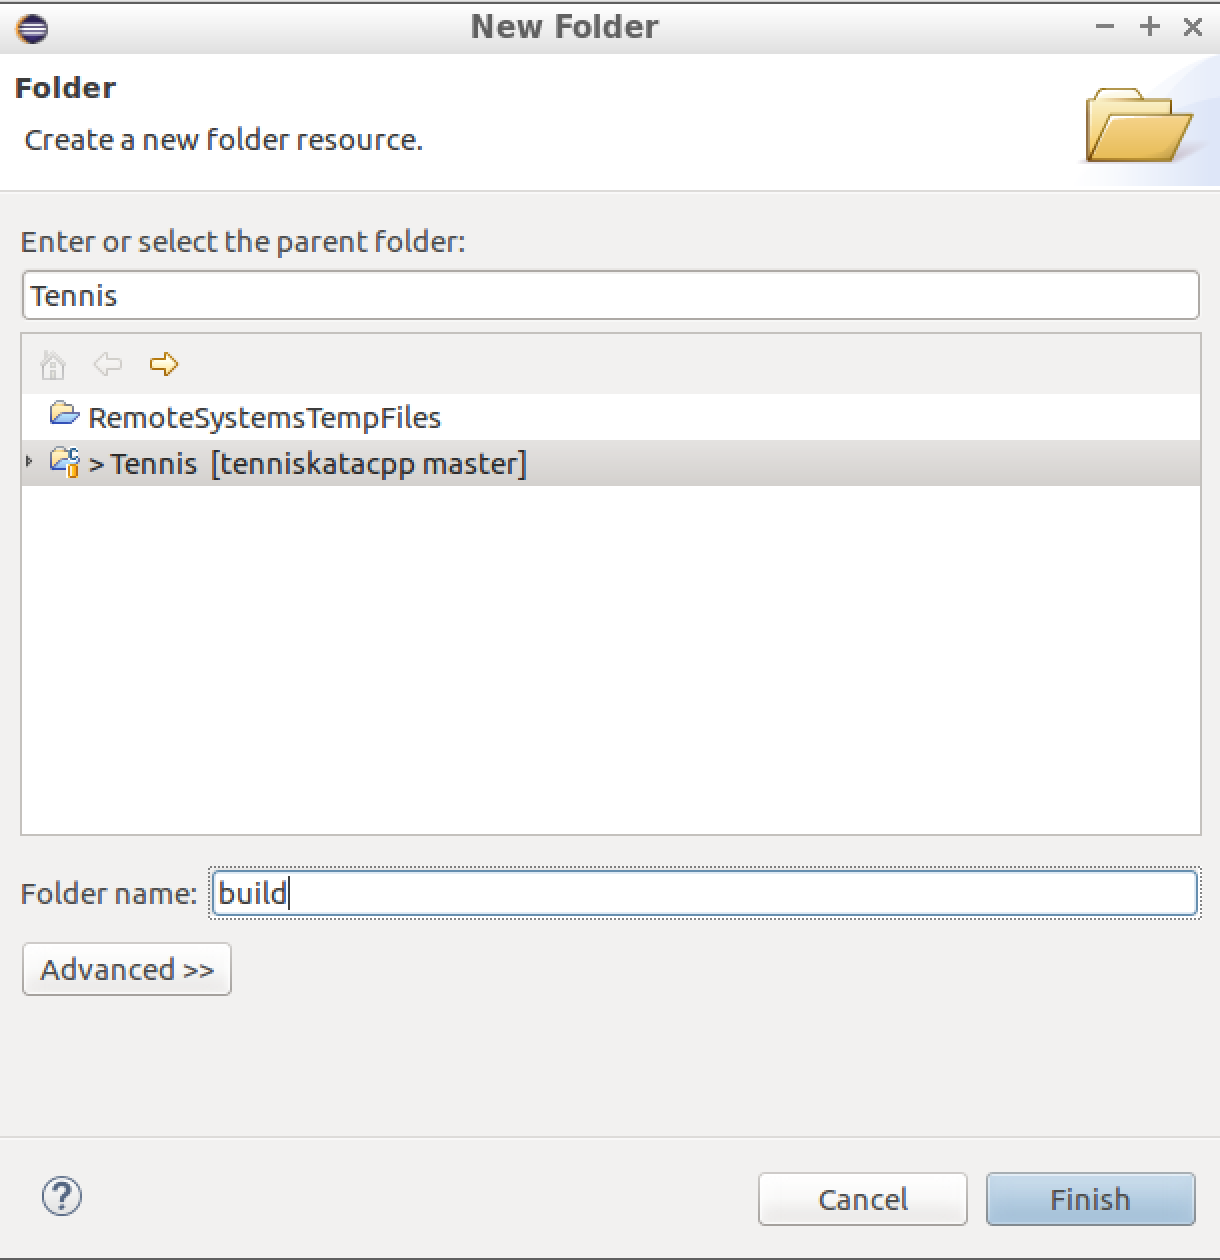 New Folder
Folder
Create a new folder resource.
Enter or select the parent folder:
Tennis
RemoteSystemsTempFiles
> Tennis [tenniskatacpp master]
Folder name: build
Advanced >>
? Cancel Finish